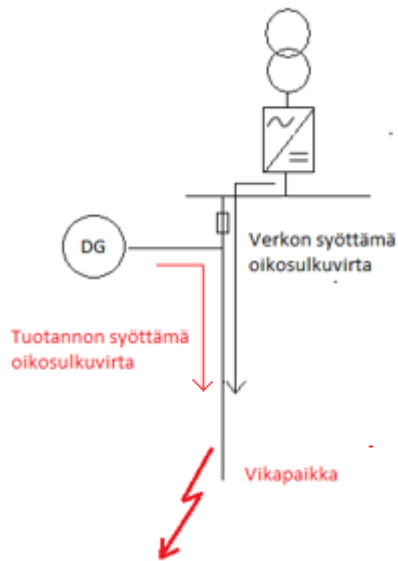 DG
Verkon syöttämä
oikosulkuvirta
Tuotannon syöttämä
oikosulkuvirta
Vikapaikka